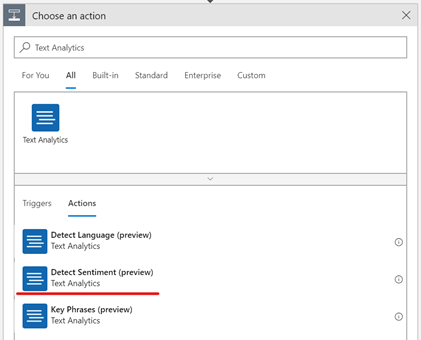 Choose an action
Text Analytics
For You All Built-in Standard Enterprise Custom
Text Analytics
Triggers Actions
Detect Language (preview)
Text Analytics
Detect Sentiment (preview)
Text Analytics
Key Phrases (preview)
Text Analytics